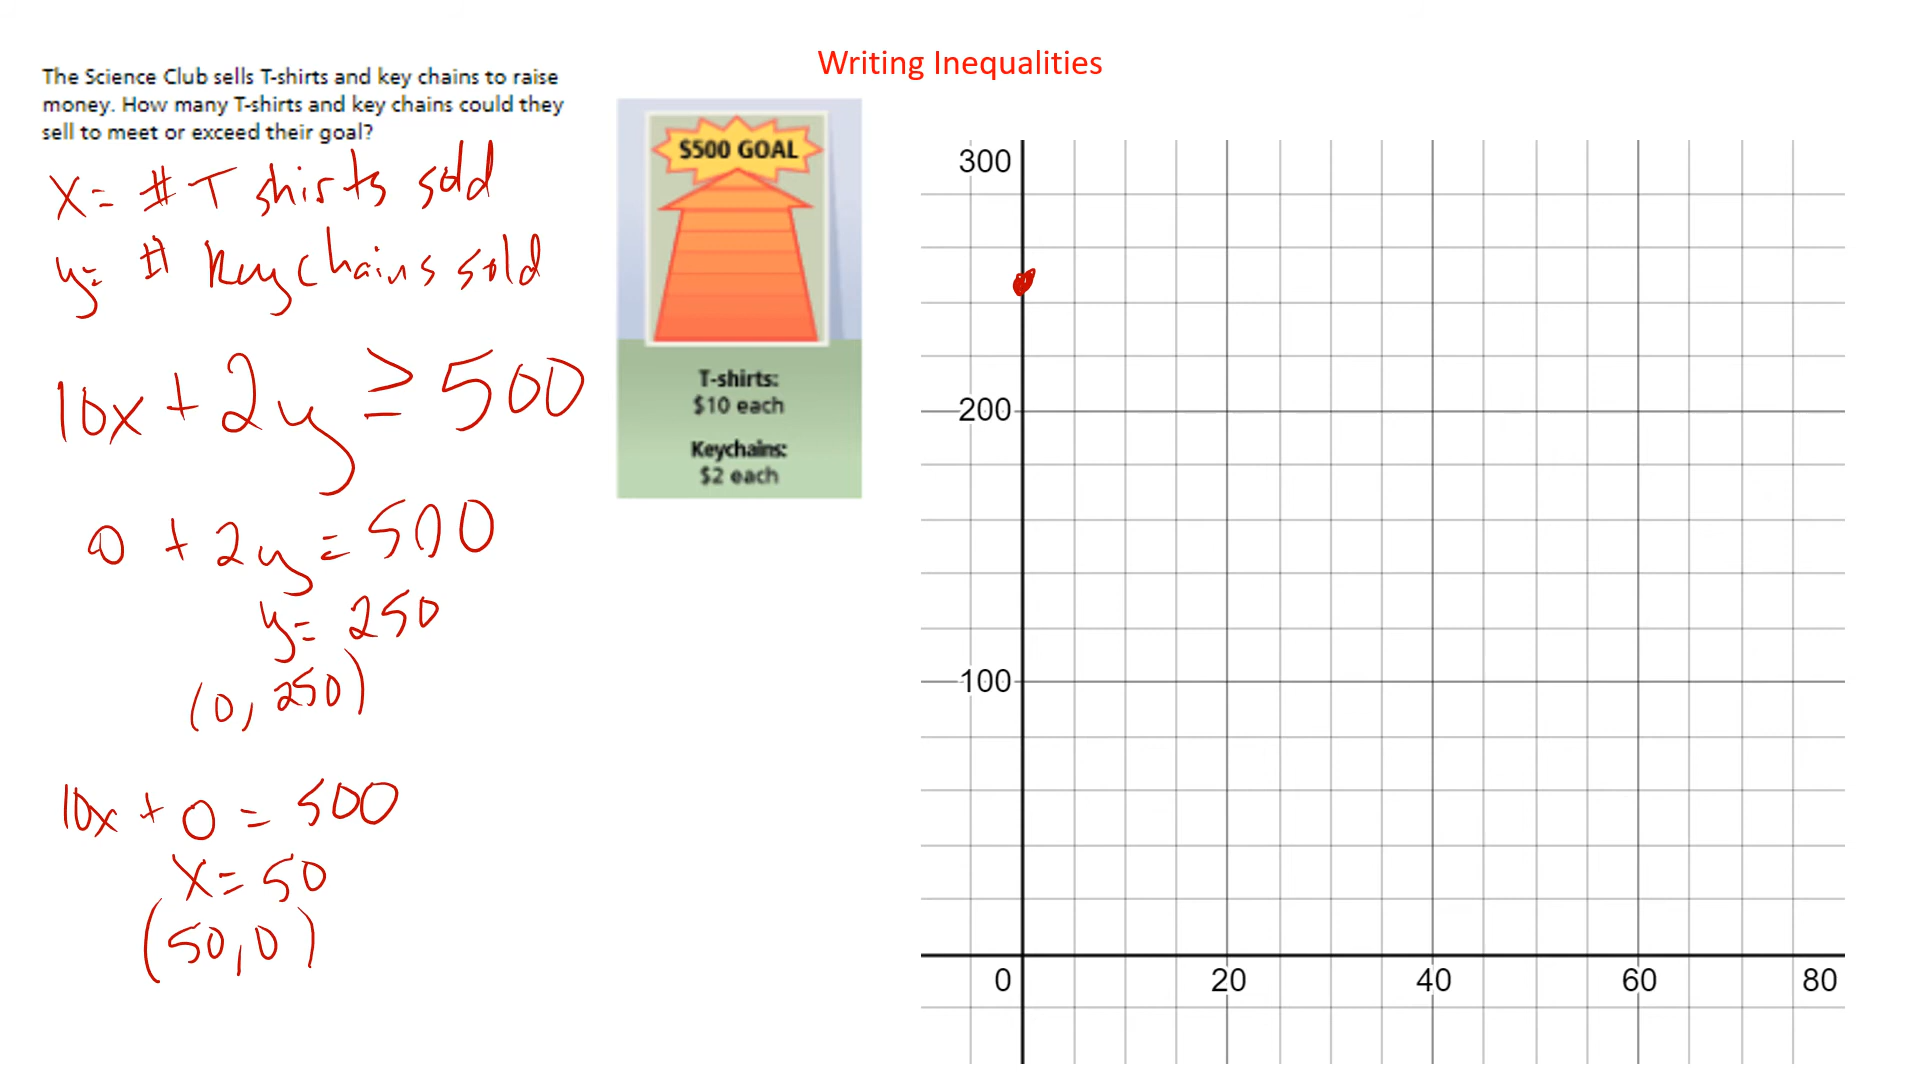 Writing Inequalities
The Science Club sells T-shirts and key chains to raise
money. How many T-shirts and key chains could they
sell to meet or exceed their goal?
x = # T shirts sold
y = # Keychains sold
10x + 2y ≥ 500
0 + 2y = 500
y = 250
(0, 250)
10x + 0 = 500
x = 50
(50, 0)
$500 GOAL
T-shirts:
$10 each
Keychains:
$2 each
300
200
100
0 20 40 60 80